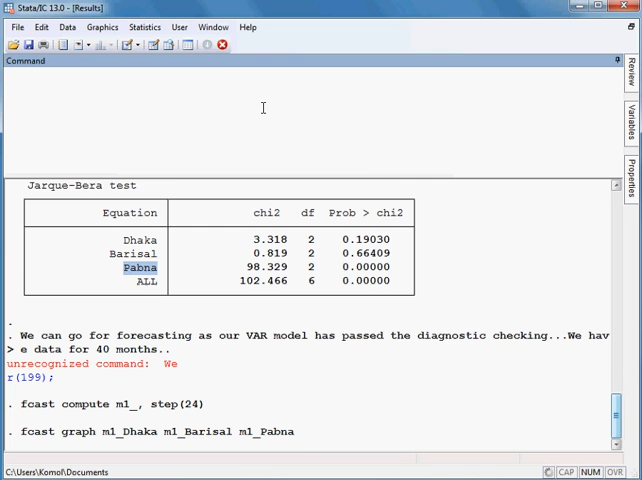 Stata/IC 13.0 - [Results]
File Edit Data Graphics Statistics User Window Help
Command
Review
Variables
Properties
Jarque-Bera test
Equation chi2 df Prob > chi2
Dhaka 3.318 2 0.19030
Barisal 0.819 2 0.66409
Pabna 98.329 2 0.00000
ALL 102.466 6 0.00000
.
. We can go for forecasting as our VAR model has passed the diagnostic checking...We hav
> e data for 40 months..
unrecognized command: We
r(199);
. fcast compute m1_, step(24)
. fcast graph m1_Dhaka m1_Barisal m1_Pabna
C:\Users\Komol\Documents CAP NUM OVR